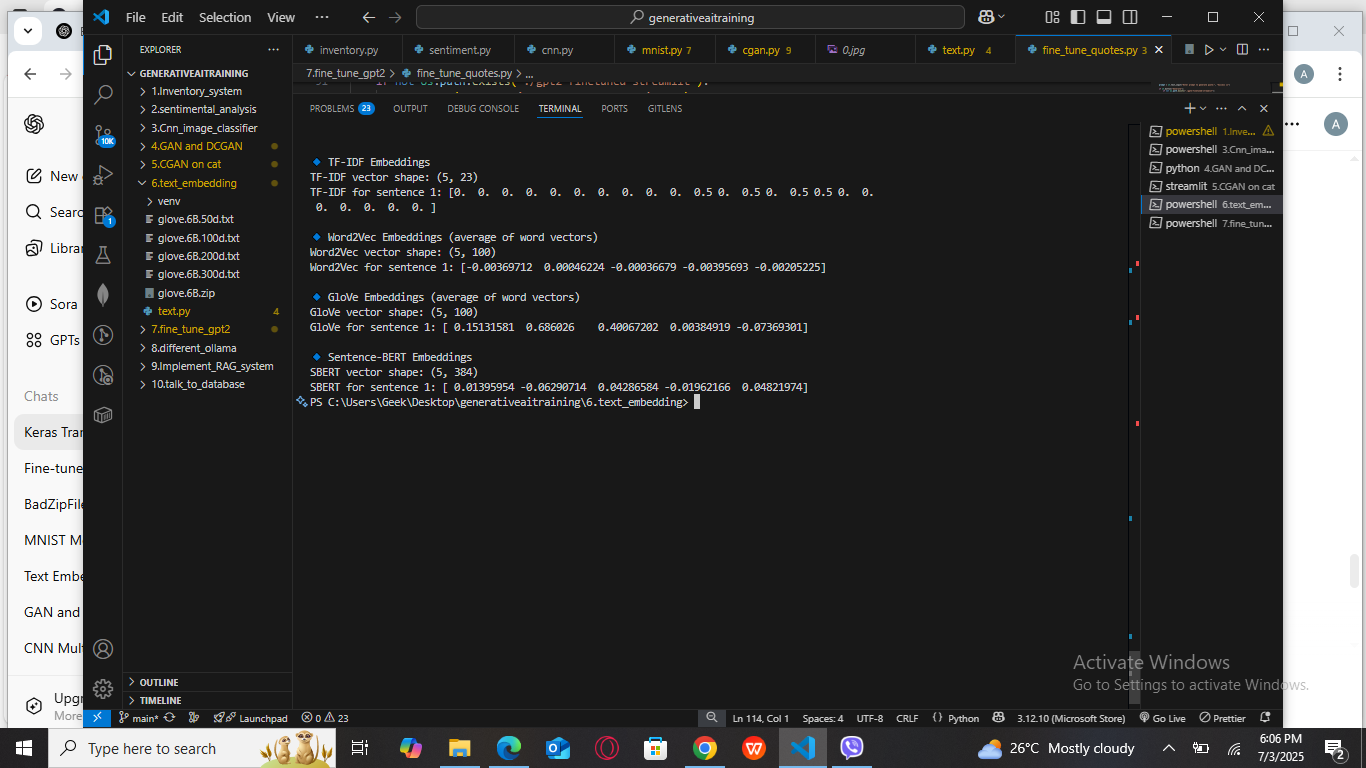 File Edit Selection View ···
generativeaitraining
EXPLORER ···
inventory.py
sentiment.py
cnn.py
mnist.py 7
cgan.py 9
0.jpg
text.py 4
fine_tune_quotes.py 3
7.fine_tune_gpt2 > fine_tune_quotes.py > ...
GENERATIVEAITRAINING
1.Inventory_system
2.sentimental_analysis
3.Cnn_image_classifier
4.GAN and DCGAN
5.CGAN on cat
6.text_embedding
venv
glove.6B.50d.txt
glove.6B.100d.txt
glove.6B.200d.txt
glove.6B.300d.txt
glove.6B.zip
text.py 4
7.fine_tune_gpt2
8.different_ollama
9.Implement_RAG_system
10.talk_to_database
OUTLINE
TIMELINE
PROBLEMS 23 OUTPUT DEBUG CONSOLE TERMINAL PORTS GITLENS
TF-IDF Embeddings
TF-IDF vector shape: (5, 23)
TF-IDF for sentence 1: [0. 0. 0. 0. 0. 0. 0. 0. 0. 0. 0.5 0. 0.5 0. 0.5 0.5 0. 0.
0. 0. 0. 0. 0. ]
Word2Vec Embeddings (average of word vectors)
Word2Vec vector shape: (5, 100)
Word2Vec for sentence 1: [-0.00369712 0.00046224 -0.00036679 -0.00395693 -0.00205225]
GloVe Embeddings (average of word vectors)
GloVe vector shape: (5, 100)
GloVe for sentence 1: [ 0.15131581 0.686026 0.40067202 0.00384919 -0.07369301]
Sentence-BERT Embeddings
SBERT vector shape: (5, 384)
SBERT for sentence 1: [ 0.01395954 -0.06290714 0.04286584 -0.01962166 0.04821974]
PS C:\Users\Geek\Desktop\generativeaitraining\6.text_embedding>
powershell 1.Inve...
powershell 3.Cnn_ima...
python 4.GAN and DC...
streamlit 5.CGAN on cat
powershell 6.text_em...
powershell 7.fine_tun...
10K
1
New
Sora
GPTs
Chats
Keras
Fine-tune
MNIST
Text
GAN and
CNN
More
A
A
Activate Windows
Go to Settings to activate Windows.
main* Launchpad 0 23
Ln 114, Col 1 Spaces: 4 UTF-8 CRLF { } Python 3.12.10 (Microsoft Store) Go Live Prettier
Type here to search
26°C Mostly cloudy
6:06 PM
7/3/2025
2